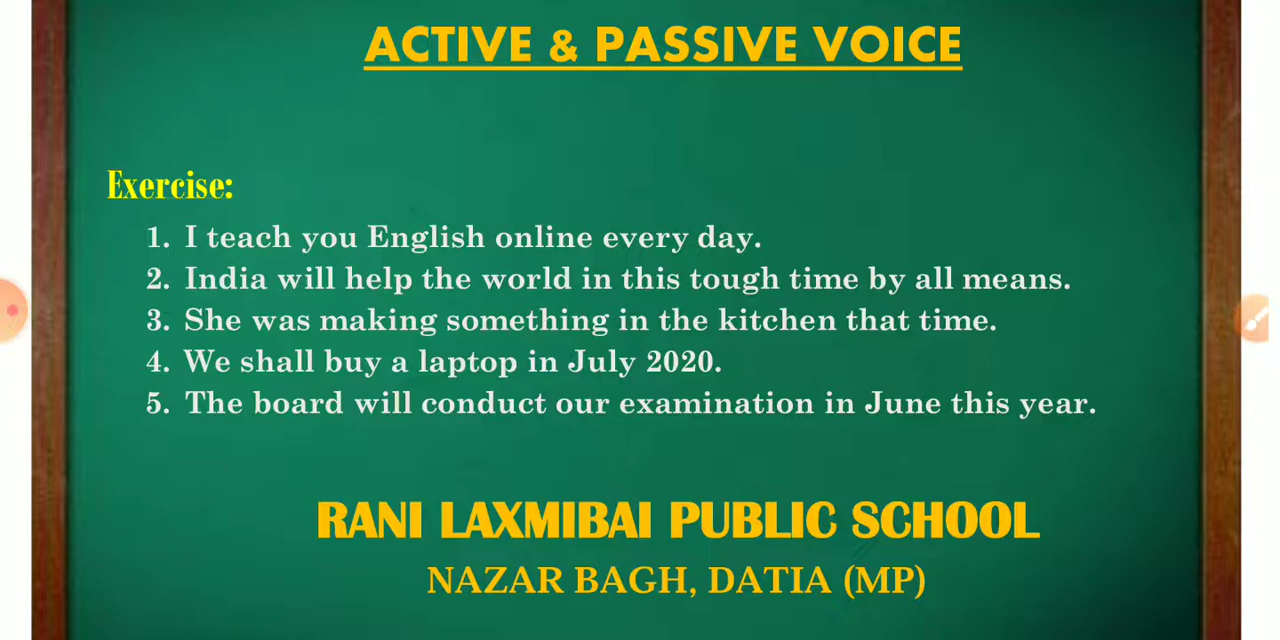 ACTIVE & PASSIVE VOICE
Exercise:
1. I teach you English online every day.
2. India will help the world in this tough time by all means.
3. She was making something in the kitchen that time.
4. We shall buy a laptop in July 2020.
5. The board will conduct our examination in June this year.
RANI LAXMIBAI PUBLIC SCHOOL
NAZAR BAGH, DATIA (MP)